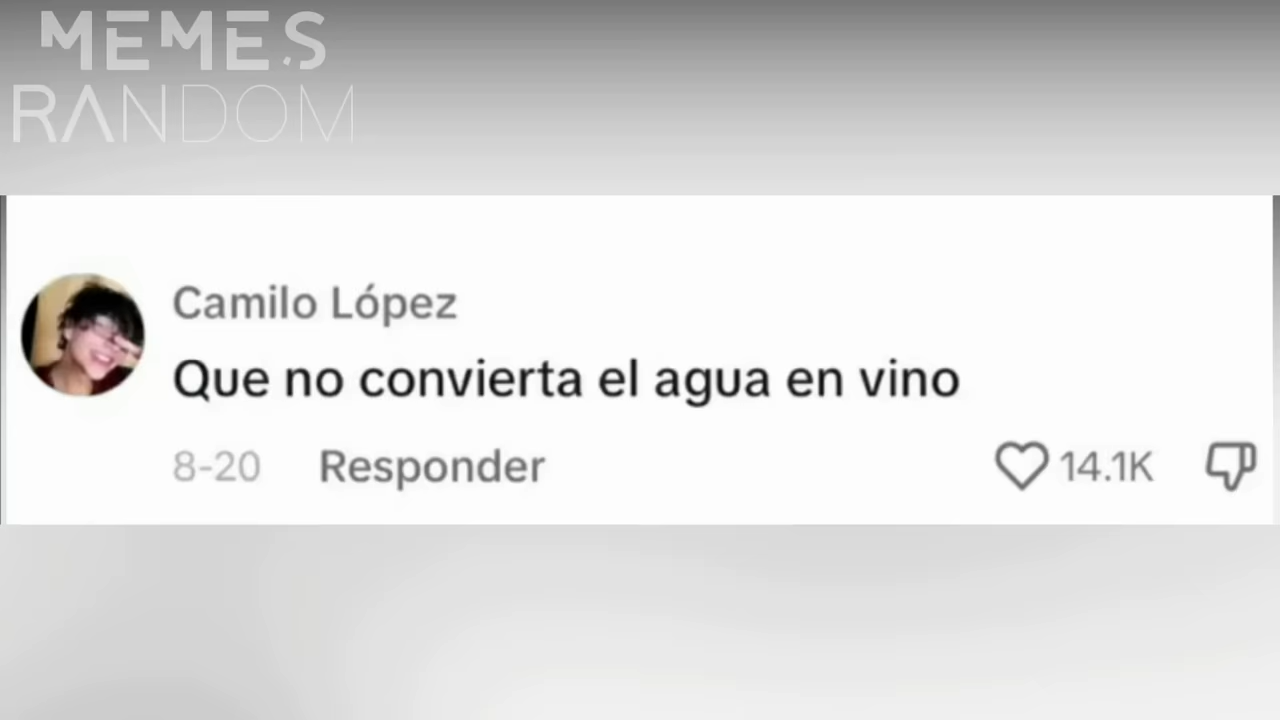 MEMES
RANDOM
Camilo López
Que no convierta el agua en vino
8-20 Responder 14.1K